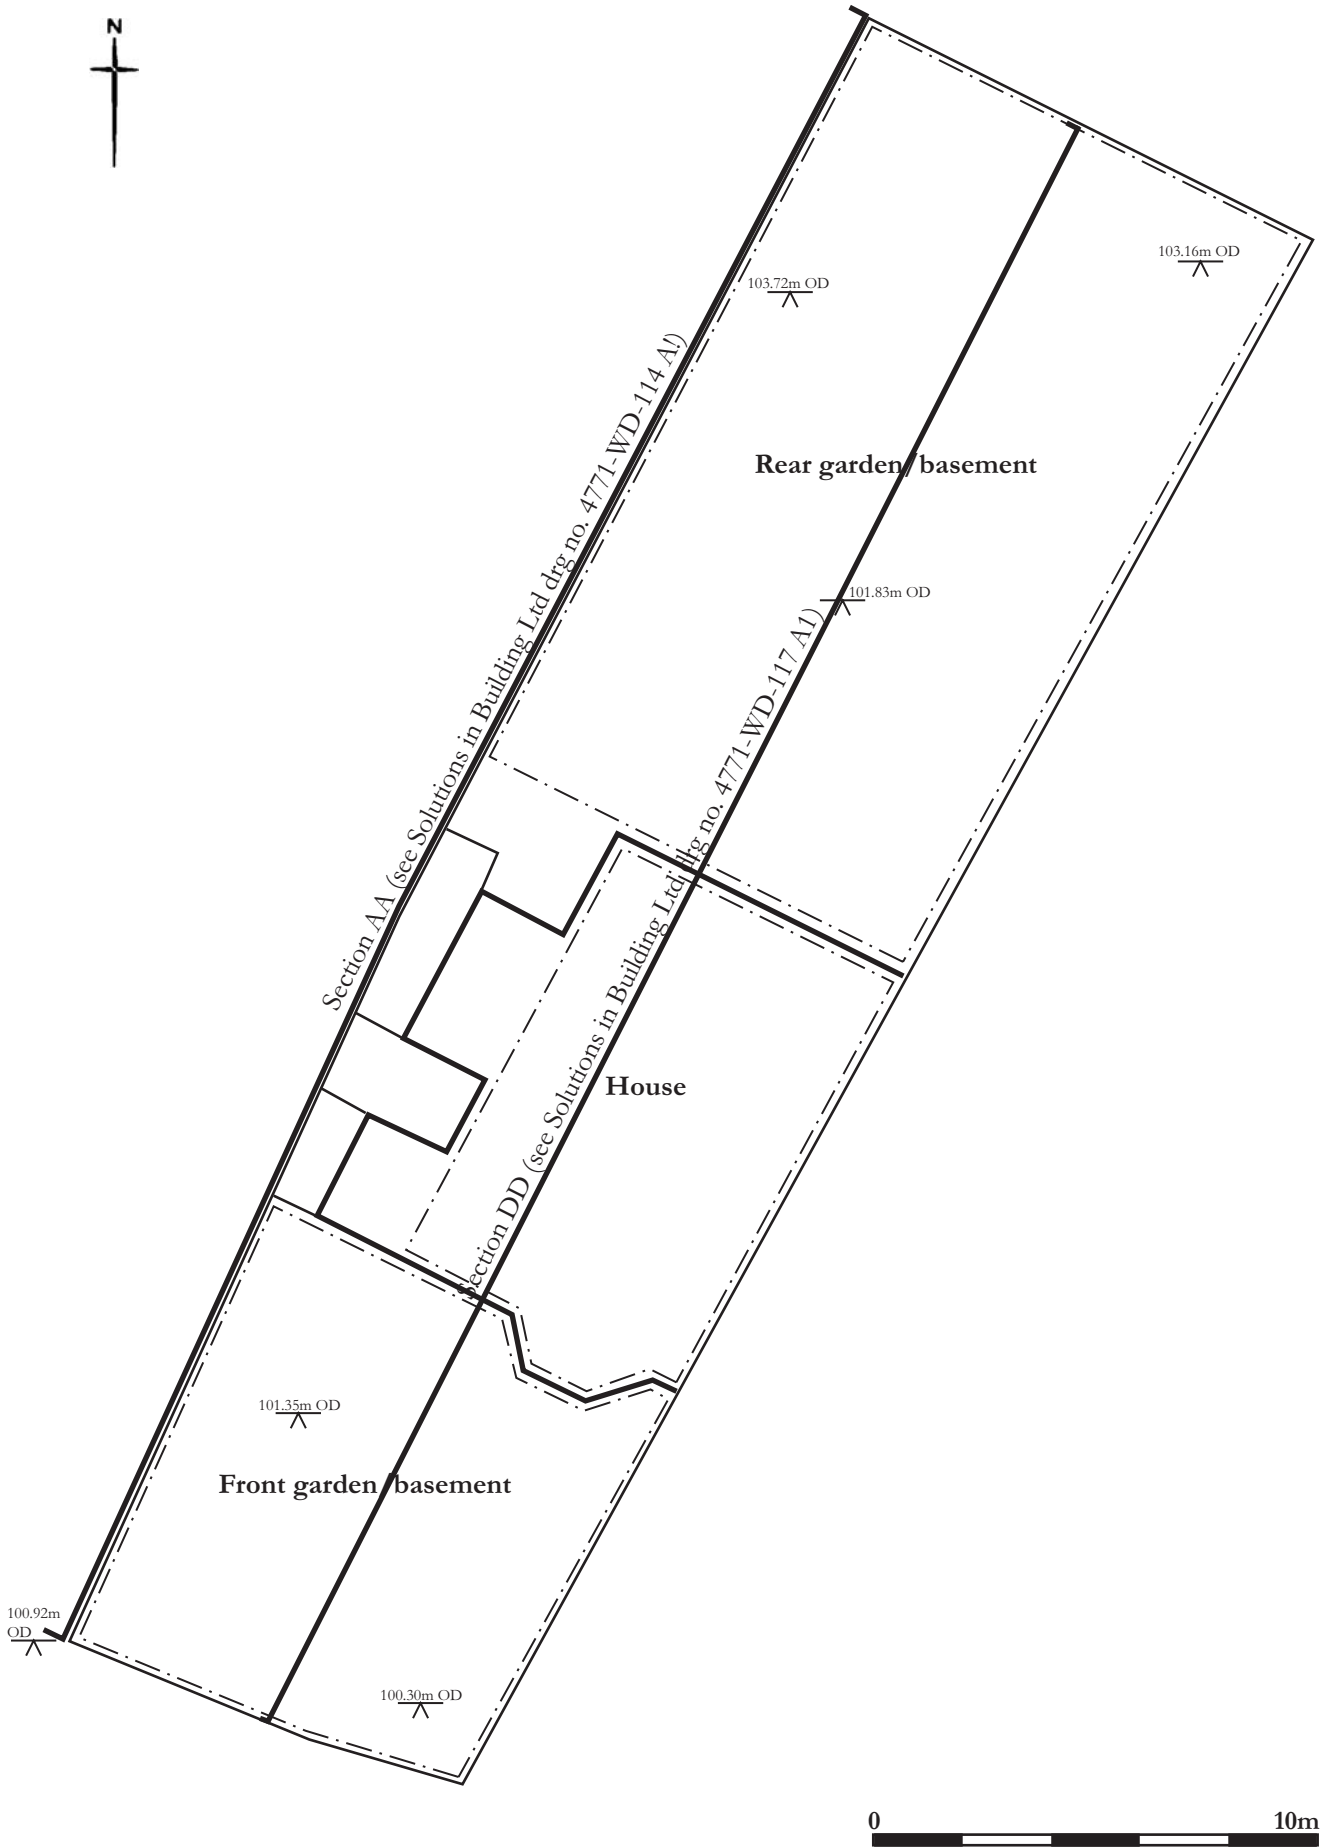 N
103.16m OD
103.72m OD
Section AA (see Solutions in Building Ltd drg no. 4771-WD-114 A!)
Rear garden/basement
101.83m OD
Section DD (see Solutions in Building Ltd drg no. 4771-WD-117 A1)
House
101.35m OD
Front garden/basement
100.92m
OD
100.30m OD
0 10m